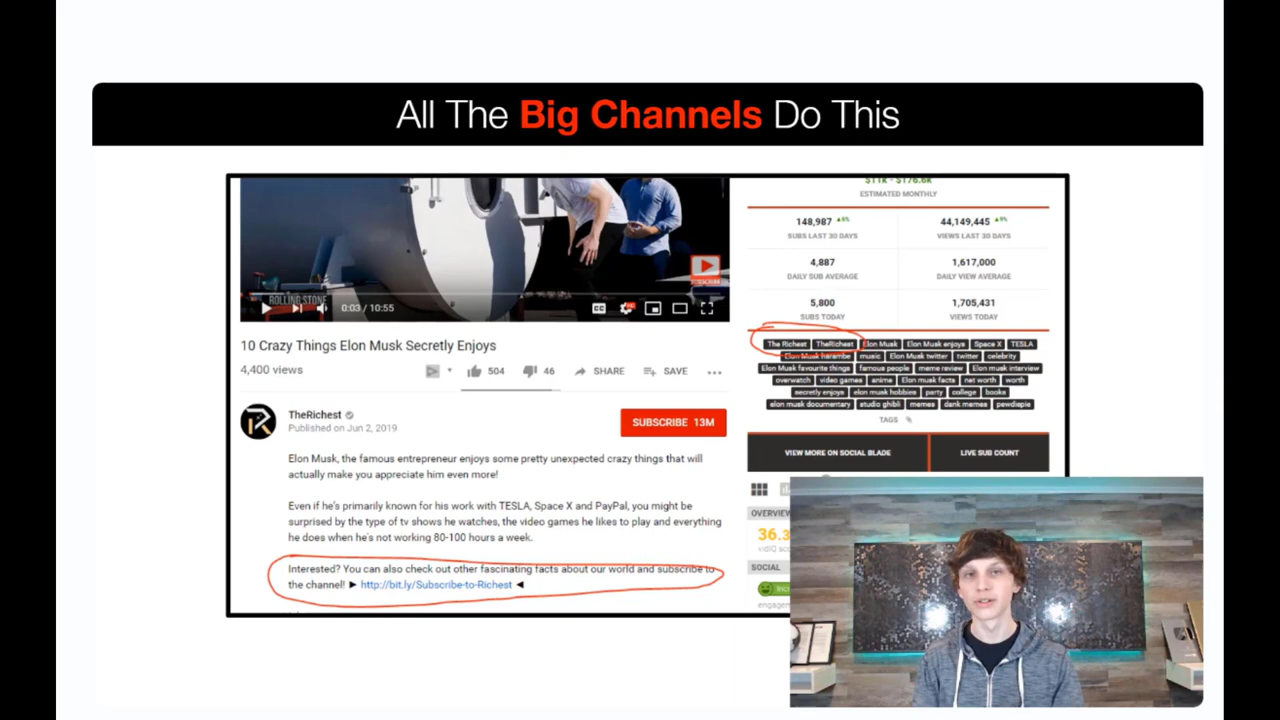 All The Big Channels Do This
ROLLING STONE
0:03 / 10:55
10 Crazy Things Elon Musk Secretly Enjoys
4,400 views
504
46
SHARE
SAVE
TheRichest
Published on Jun 2, 2019
SUBSCRIBE 13M
Elon Musk, the famous entrepreneur enjoys some pretty unexpected crazy things that will
actually make you appreciate him even more!
Even if he's primarily known for his work with TESLA, Space X and PayPal, you might be
surprised by the type of tv shows he watches, the video games he likes to play and everything
he does when he's not working 80-100 hours a week.
Interested? You can also check out other fascinating facts about our world and subscribe to
the channel! ► http://bit.ly/Subscribe-to-Richest ◄
$11K - $176.6K
ESTIMATED MONTHLY
148,987 ▲6% 44,149,445 ▲9%
SUBS LAST 30 DAYS VIEWS LAST 30 DAYS
4,887 1,617,000
DAILY SUB AVERAGE DAILY VIEW AVERAGE
5,800 1,705,431
SUBS TODAY VIEWS TODAY
The Richest TheRichest Elon Musk Elon Musk enjoys Space X TESLA
Elon Musk harambe music Elon Musk twitter twitter celebrity
Elon Musk favourite things famous people meme review Elon Musk interview
overwatch video games anime Elon Musk facts net worth worth
secretly enjoys elon musk hobbies party college books
elon musk documentary studio ghibli memes dank memes pewdiepie
TAGS
VIEW MORE ON SOCIAL BLADE LIVE SUB COUNT
OVERVIEW
36.3
SOCIAL